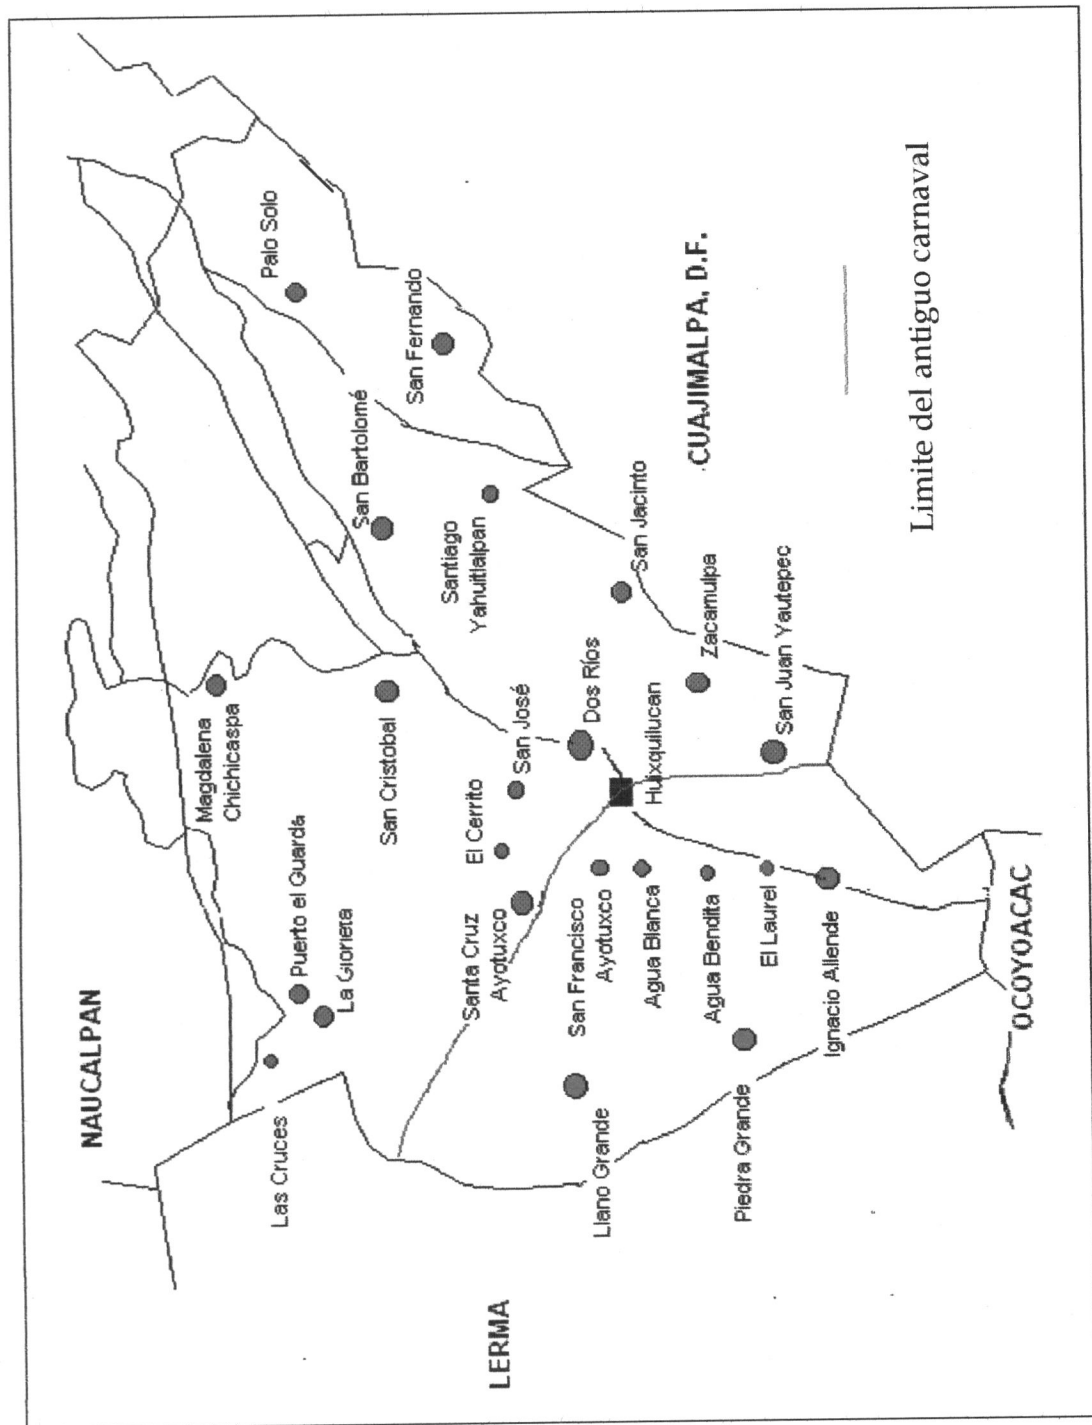 NAUCALPAN
Magdalena
Chichicaspa
Palo Solo
Las Cruces
Puerto el Guarda
La Glorieta
San Bartolomé
San Cristobal
San Fernando
Santiago
Yahuitlalpan
El Cerrito
San José
Santa Cruz
Ayotuxco
LERMA
San Francisco
Ayotuxco
Dos Ríos
Llano Grande
San Jacinto
Agua Blanca
Huixquilucan
CUAJIMALPA, D.F.
Zacamulpa
Agua Bendita
Piedra Grande
El Laurel
San Juan Yautepec
Ignacio Allende
Limite del antiguo carnaval
OCOYOACAC